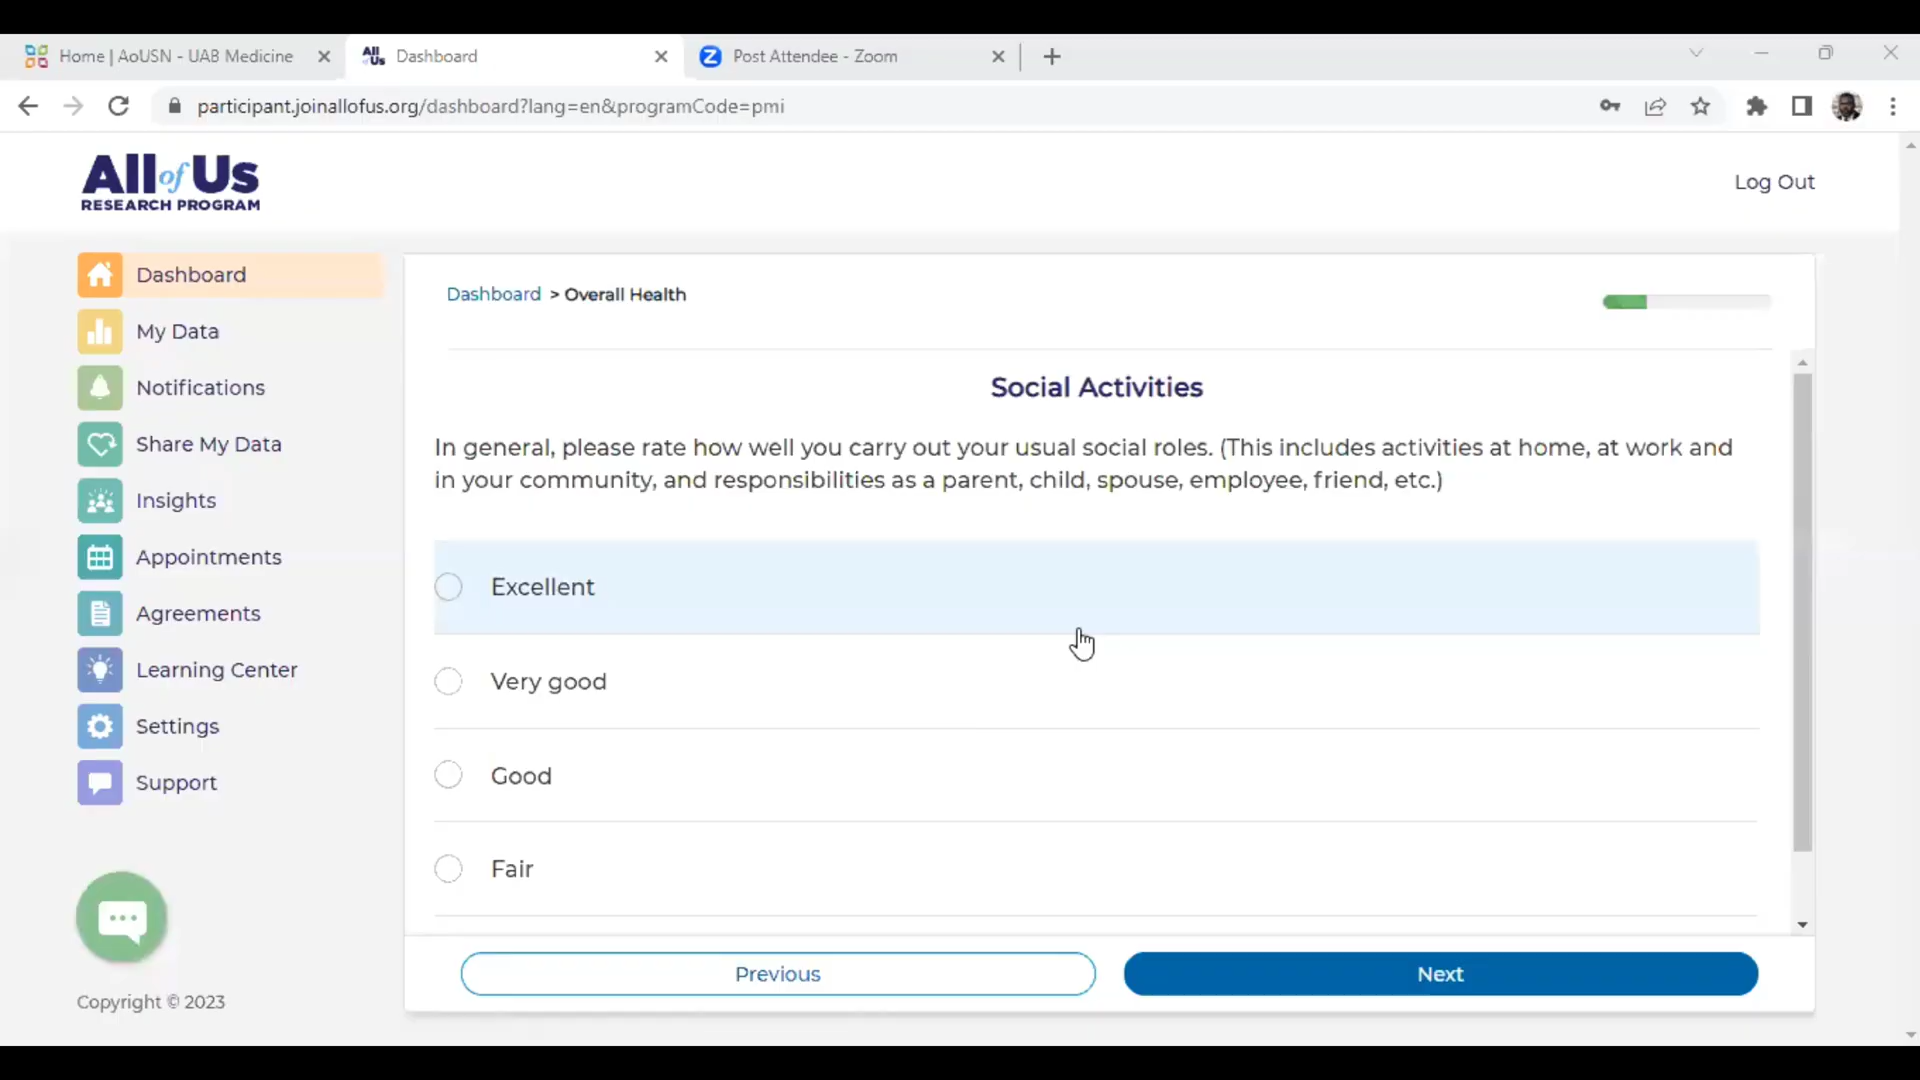 Home | AoUSN - UAB Medicine
All of Us Dashboard
Z Post Attendee - Zoom
participant.joinallofus.org/dashboard?lang=en&programCode=pmi
All of Us
RESEARCH PROGRAM
Log Out
Dashboard
My Data
Notifications
Share My Data
Insights
Appointments
Agreements
Learning Center
Settings
Support
Copyright © 2023
Dashboard > Overall Health
Social Activities
In general, please rate how well you carry out your usual social roles. (This includes activities at home, at work and
in your community, and responsibilities as a parent, child, spouse, employee, friend, etc.)
Excellent
Very good
Good
Fair
Previous
Next